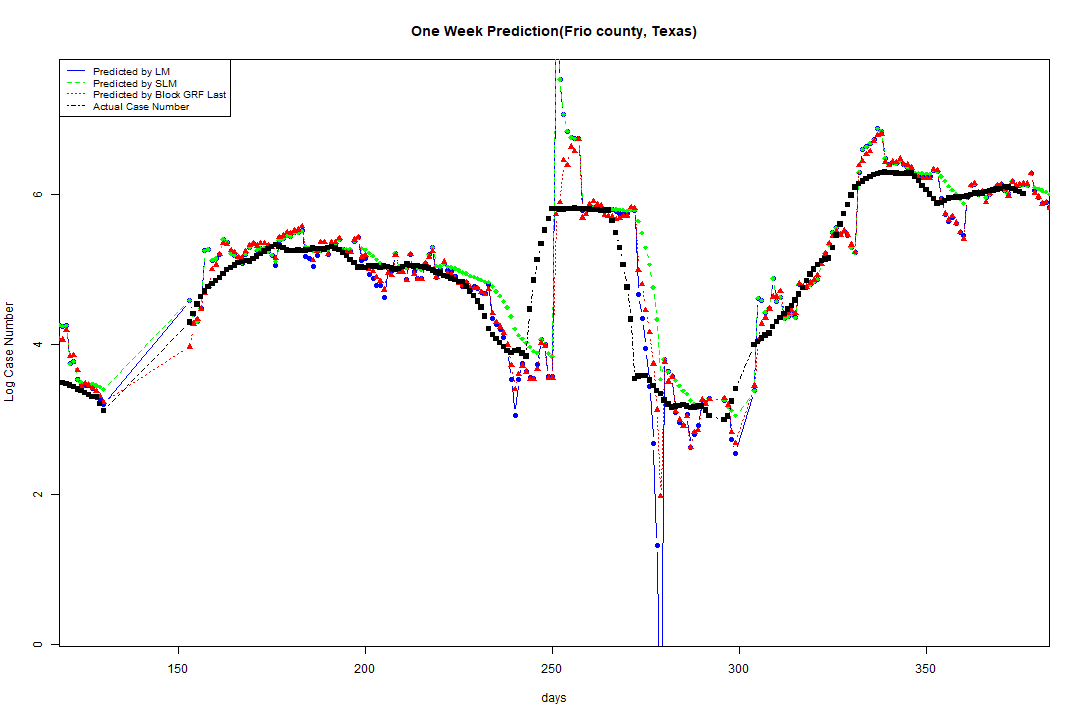 One Week Prediction(Frio county, Texas)
Predicted by LM
Predicted by SLM
Predicted by Block GRF Last
Actual Case Number
Log Case Number
6
4
2
0
150 200 250 300 350
days